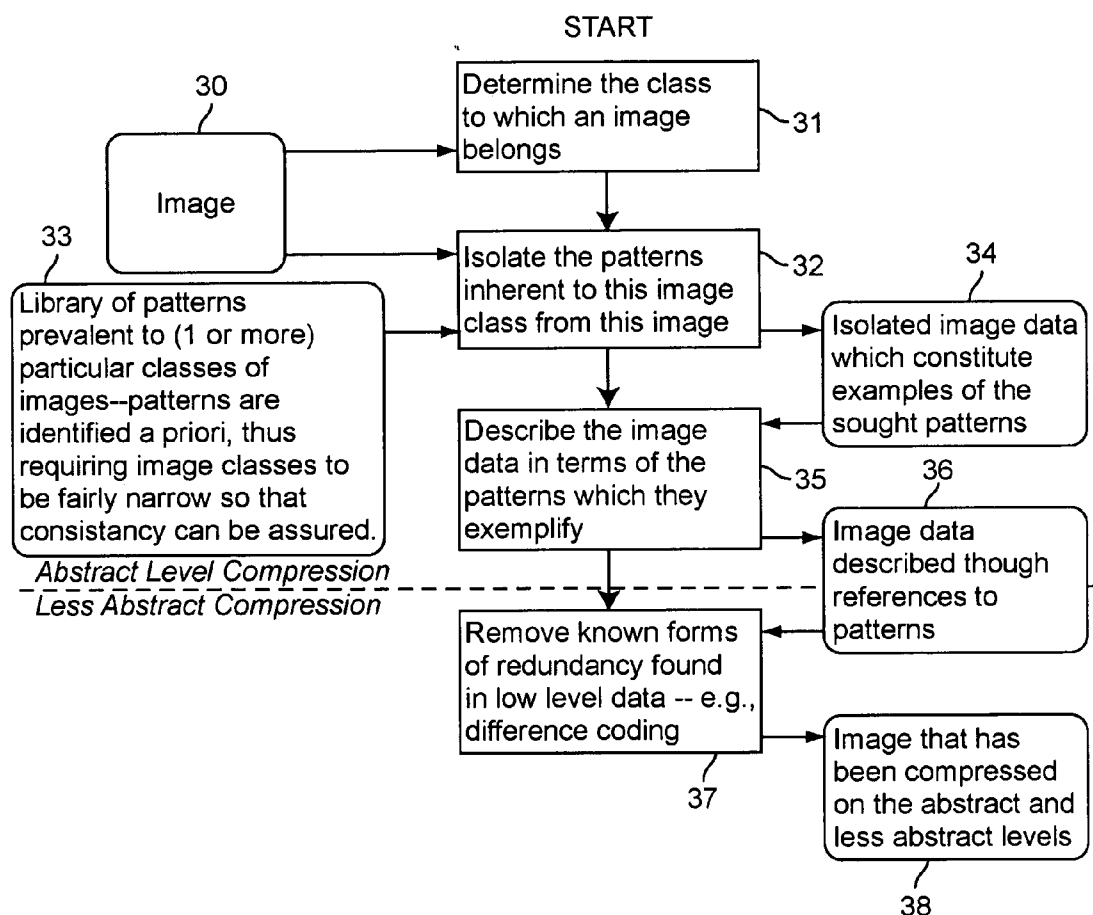 START
30
Determine the class
to which an image
belongs
31
Image
33
Isolate the patterns
inherent to this image
class from this image
32
34
Library of patterns
prevalent to (1 or more)
particular classes of
images--patterns are
identified a priori, thus
requiring image classes to
be fairly narrow so that
consistancy can be assured.
Isolated image data
which constitute
examples of the
sought patterns
Describe the image
data in terms of the
patterns which they
exemplify
35
36
Image data
described though
references to
patterns
Abstract Level Compression
Less Abstract Compression
Remove known forms
of redundancy found
in low level data -- e.g.,
difference coding
37
Image that has
been compressed
on the abstract and
less abstract levels
38